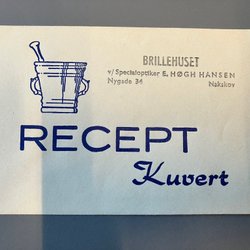 BRILLEHUSET
v/ Specialoptiker E. HØGH HANSEN
Nygade 34 Nakskov
RECEPT
Kuvert